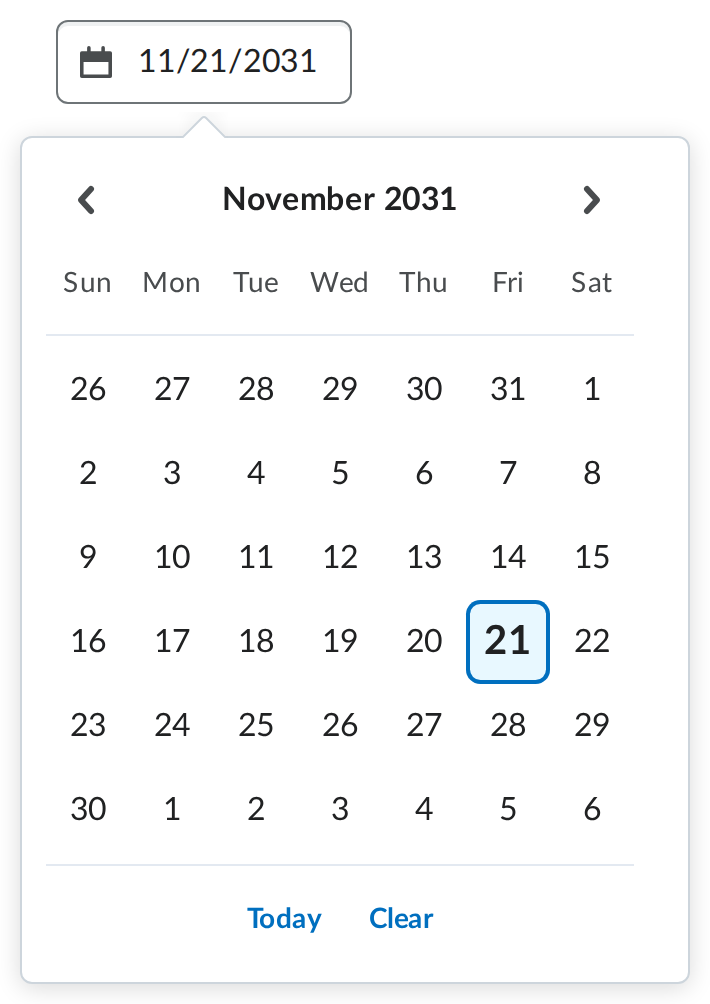 11/21/2031
November 2031
Sun Mon Tue Wed Thu Fri Sat
26 27 28 29 30 31 1
2 3 4 5 6 7 8
9 10 11 12 13 14 15
16 17 18 19 20 21 22
23 24 25 26 27 28 29
30 1 2 3 4 5 6
Today Clear